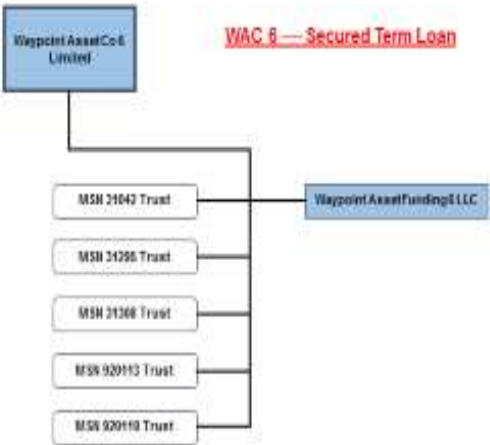 WAC 6 — Secured Term Loan
Waypoint AssetCo 6
Limited
MSN 31042 Trust
Waypoint Asset Funding 6 LLC
MSN 31295 Trust
MSN 31308 Trust
MSN 920113 Trust
MSN 920119 Trust